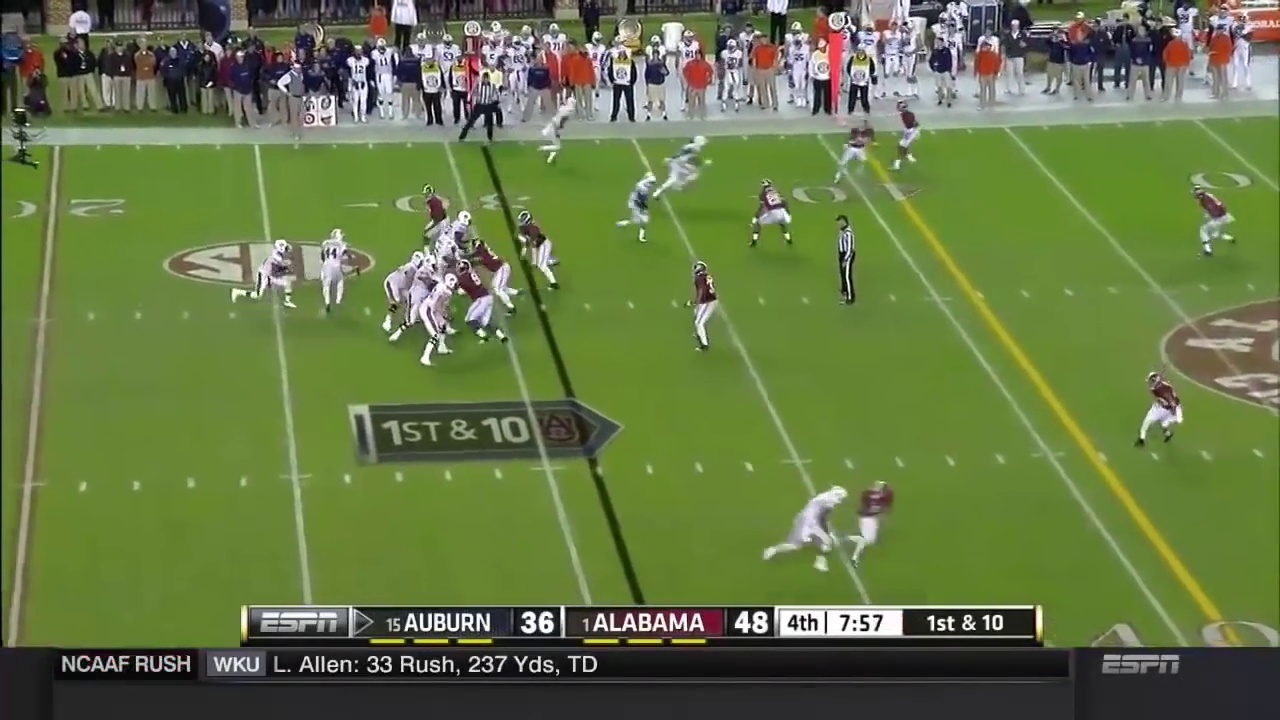 SEC
1ST & 10
ESPN 15 AUBURN 36 1 ALABAMA 48 4th 7:57 1st & 10
NCAAF RUSH WKU L. Allen: 33 Rush, 237 Yds, TD
ESPN